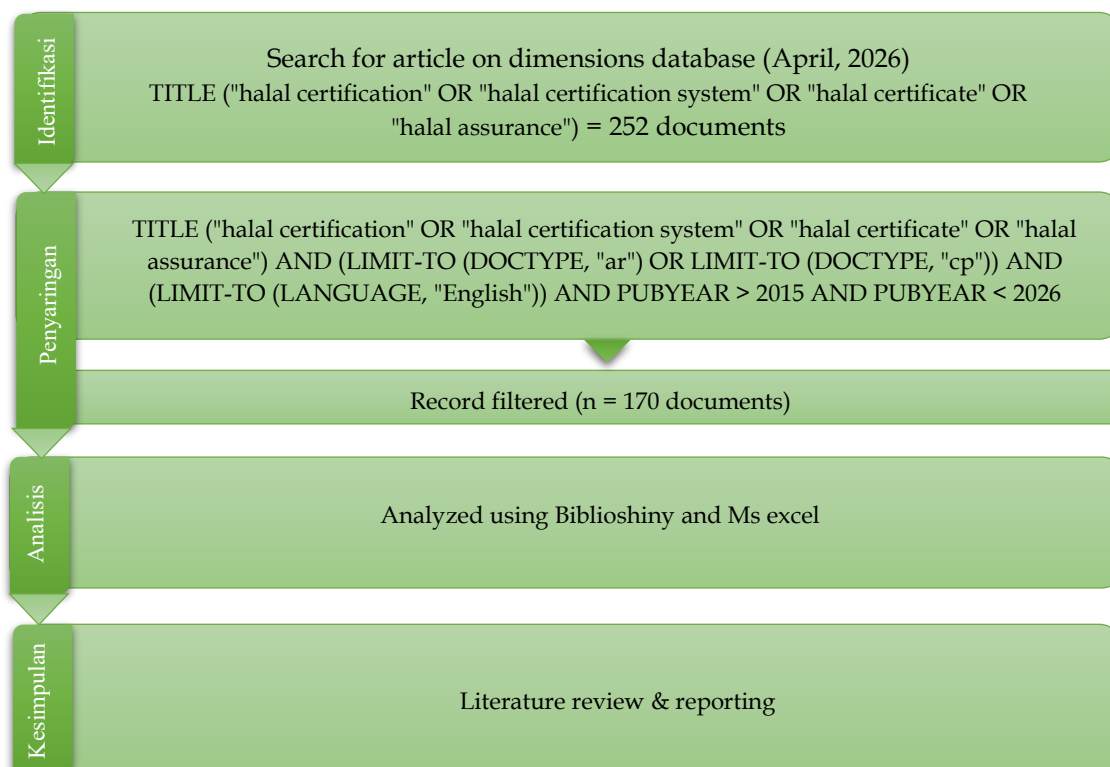 Identifikasi
Search for article on dimensions database (April, 2026)
TITLE ("halal certification" OR "halal certification system" OR "halal certificate" OR
"halal assurance") = 252 documents
Penyaringan
TITLE ("halal certification" OR "halal certification system" OR "halal certificate" OR "halal
assurance") AND (LIMIT-TO (DOCTYPE, "ar") OR LIMIT-TO (DOCTYPE, "cp")) AND
(LIMIT-TO (LANGUAGE, "English")) AND PUBYEAR > 2015 AND PUBYEAR < 2026
Record filtered (n = 170 documents)
Analisis
Analyzed using Biblioshiny and Ms excel
Kesimpulan
Literature review & reporting